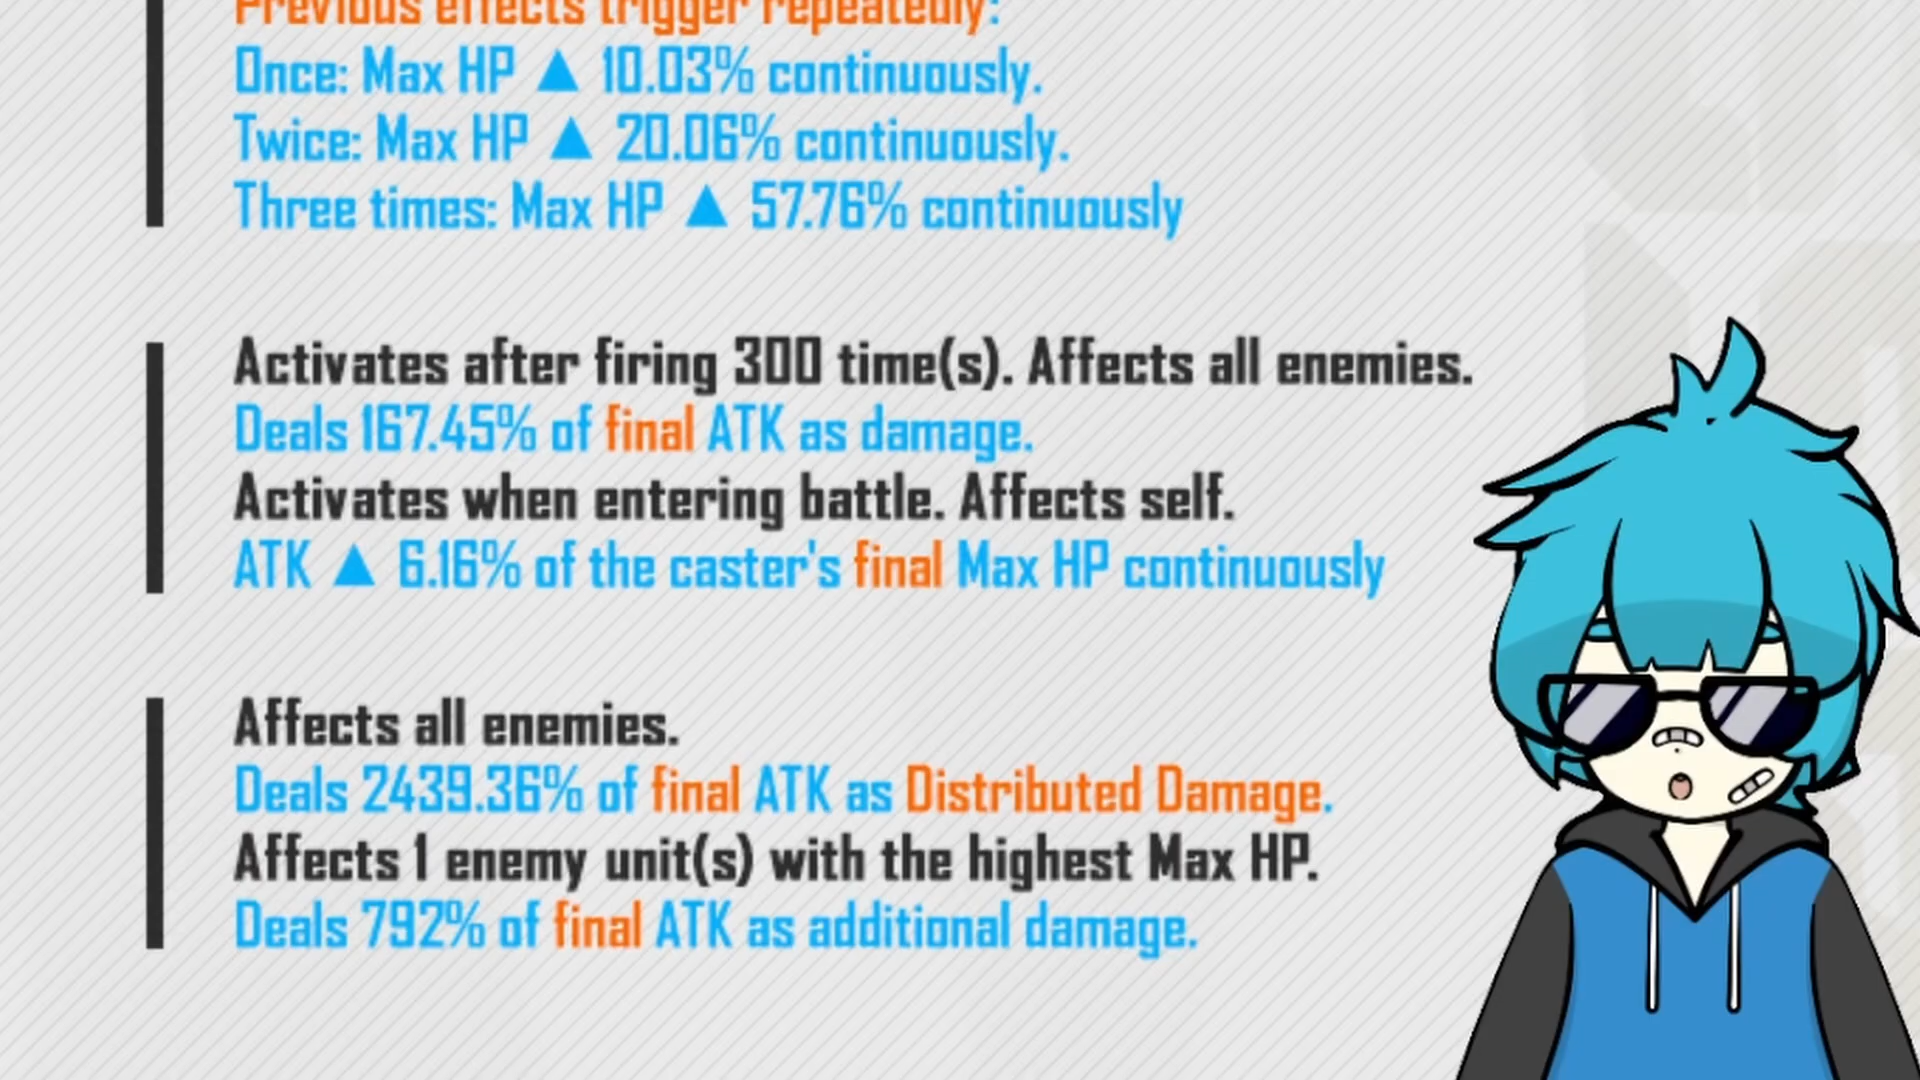 Previous effects trigger repeatedly:
Once: Max HP ▲ 10.03% continuously.
Twice: Max HP ▲ 20.06% continuously.
Three times: Max HP ▲ 57.76% continuously
Activates after firing 300 time(s). Affects all enemies.
Deals 167.45% of final ATK as damage.
Activates when entering battle. Affects self.
ATK ▲ 6.16% of the caster's final Max HP continuously
Affects all enemies.
Deals 2439.36% of final ATK as Distributed Damage.
Affects 1 enemy unit(s) with the highest Max HP.
Deals 792% of final ATK as additional damage.